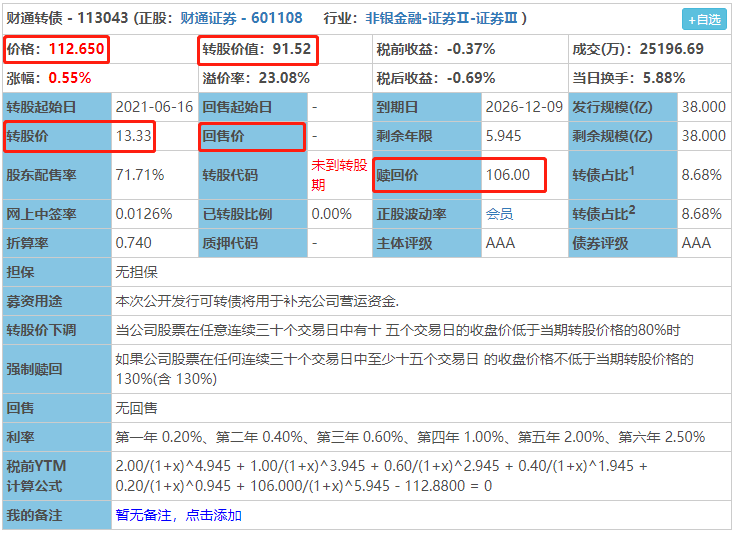 财通转债 - 113043 (正股：财通证券 - 601108 行业：非银金融-证券Ⅱ-证券Ⅲ ) +自选
价格：112.650 转股价值：91.52 税前收益：-0.37% 成交(万)：25196.69
涨幅：0.55% 溢价率：23.08% 税后收益：-0.69% 当日换手：5.88%
转股起始日 2021-06-16 回售起始日 - 到期日 2026-12-09 发行规模(亿) 38.000
转股价 13.33 回售价 - 剩余年限 5.945 剩余规模(亿) 38.000
股东配售率 71.71% 转股代码 未到转股期 赎回价 106.00 转债占比1 8.68%
网上中签率 0.0126% 已转股比例 0.00% 正股波动率 会员 转债占比2 8.68%
折算率 0.740 质押代码 - 主体评级 AAA 债券评级 AAA
担保 无担保
募资用途 本次公开发行可转债将用于补充公司营运资金.
转股价下调 当公司股票在任意连续三十个交易日中有十 五个交易日的收盘价低于当期转股价格的80%时
强制赎回 如果公司股票在任何连续三十个交易日中至少十五个交易日 的收盘价格不低于当期转股价格的
130%(含 130%)
回售 无回售
利率 第一年 0.20%、第二年 0.40%、第三年 0.60%、第四年 1.00%、第五年 2.00%、第六年 2.50%
税前YTM 2.00/(1+x)^4.945 + 1.00/(1+x)^3.945 + 0.60/(1+x)^2.945 + 0.40/(1+x)^1.945 +
计算公式 0.20/(1+x)^0.945 + 106.000/(1+x)^5.945 - 112.8800 = 0
我的备注 暂无备注，点击添加